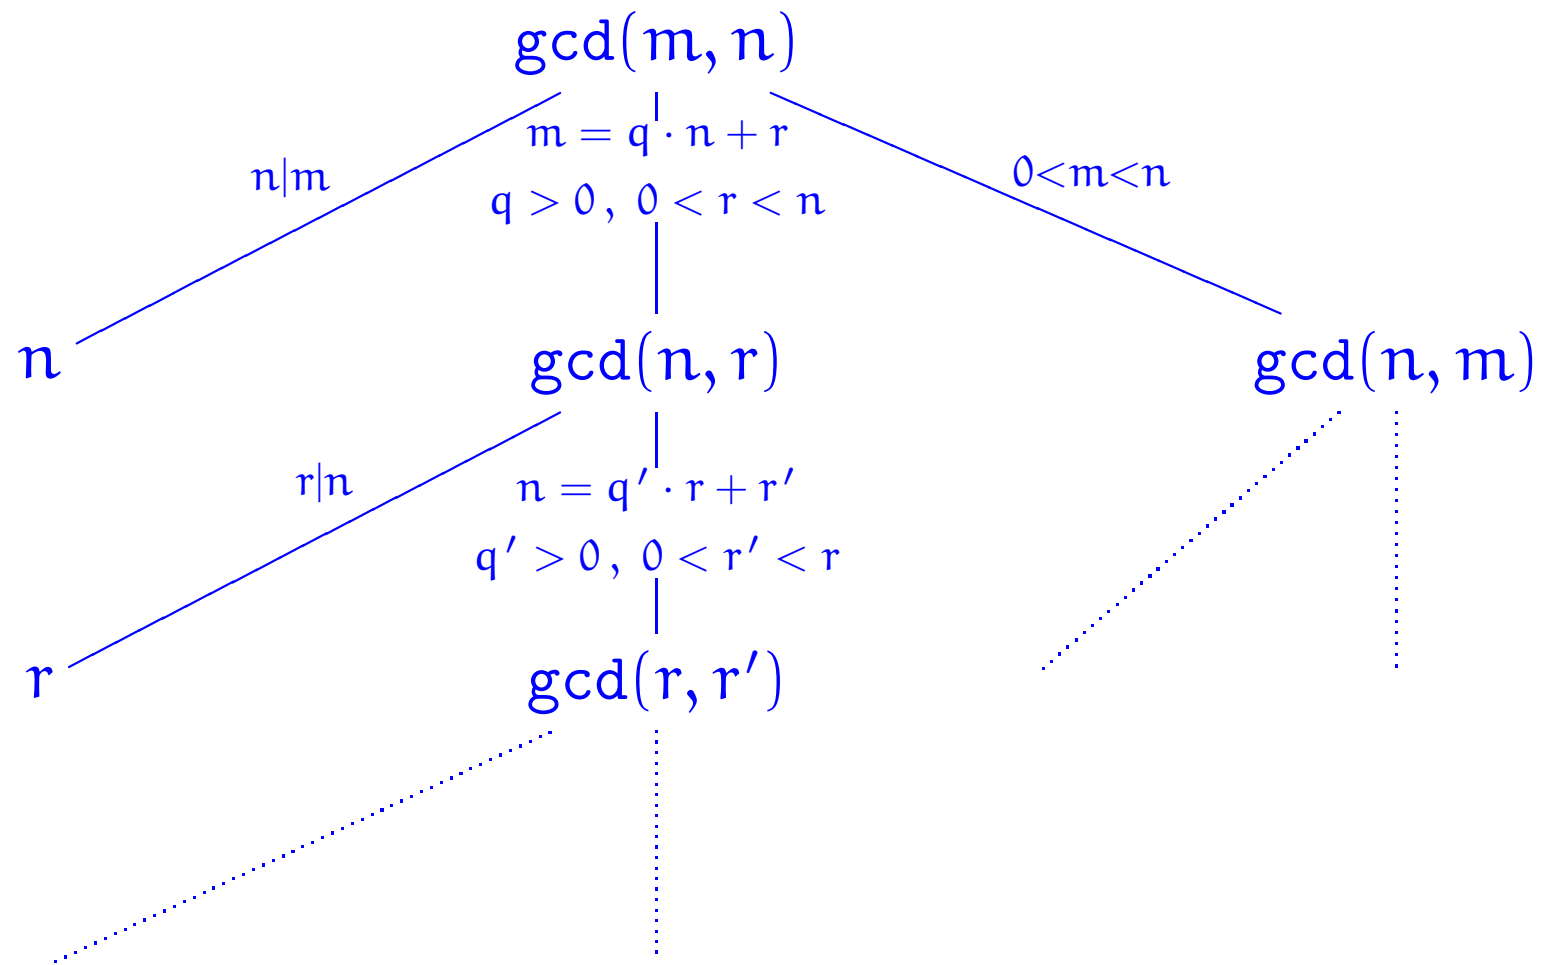 gcd(m, n)
m = q · n + r
n|m
0<m<n
q > 0 , 0 < r < n
n
gcd(n, r)
gcd(n, m)
r|n
n = q′ · r + r′
q′ > 0 , 0 < r′ < r
r
gcd(r, r′)